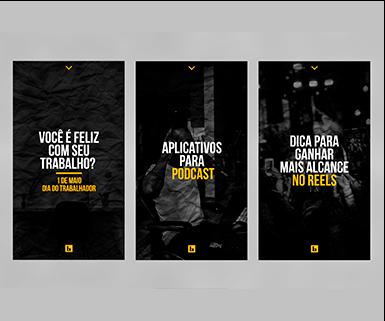 VOCÊ É FELIZ
COM SEU
TRABALHO?
1 DE MAIO
DIA DO TRABALHADOR
APLICATIVOS
PARA
PODCAST
DICA PARA
GANHAR
MAIS ALCANCE
NO REELS